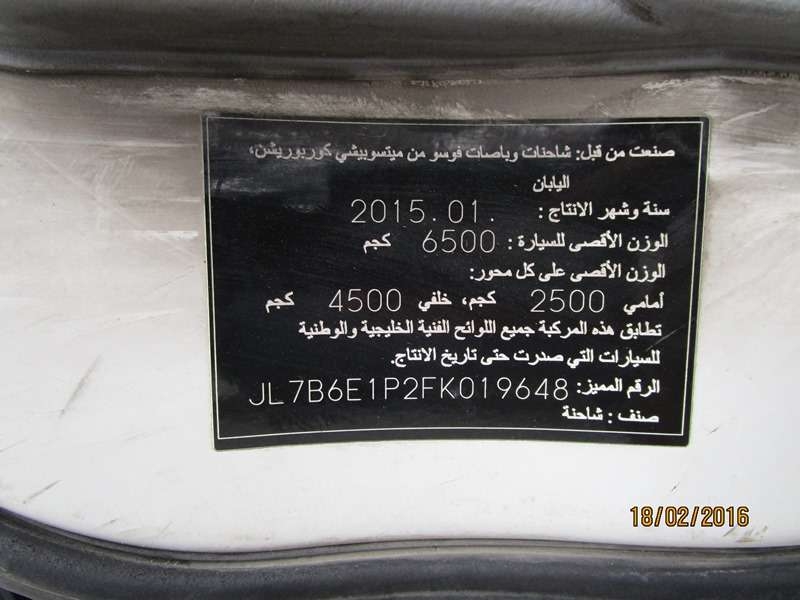 صنعت من قبل: شاحنات وباصات فوسو من ميتسوبيشي كوربوريشن،
اليابان
سنة وشهر الانتاج : 2015.01.
الوزن الأقصى للسيارة : 6500 كجم
الوزن الأقصى على كل محور:
أمامي 2500 كجم، خلفي 4500 كجم
تطابق هذه المركبة جميع اللوائح الفنية الخليجية والوطنية
للسيارات التي صدرت حتى تاريخ الانتاج.
الرقم المميز: JL7B6E1P2FK019648
صنف : شاحنة
18/02/2016